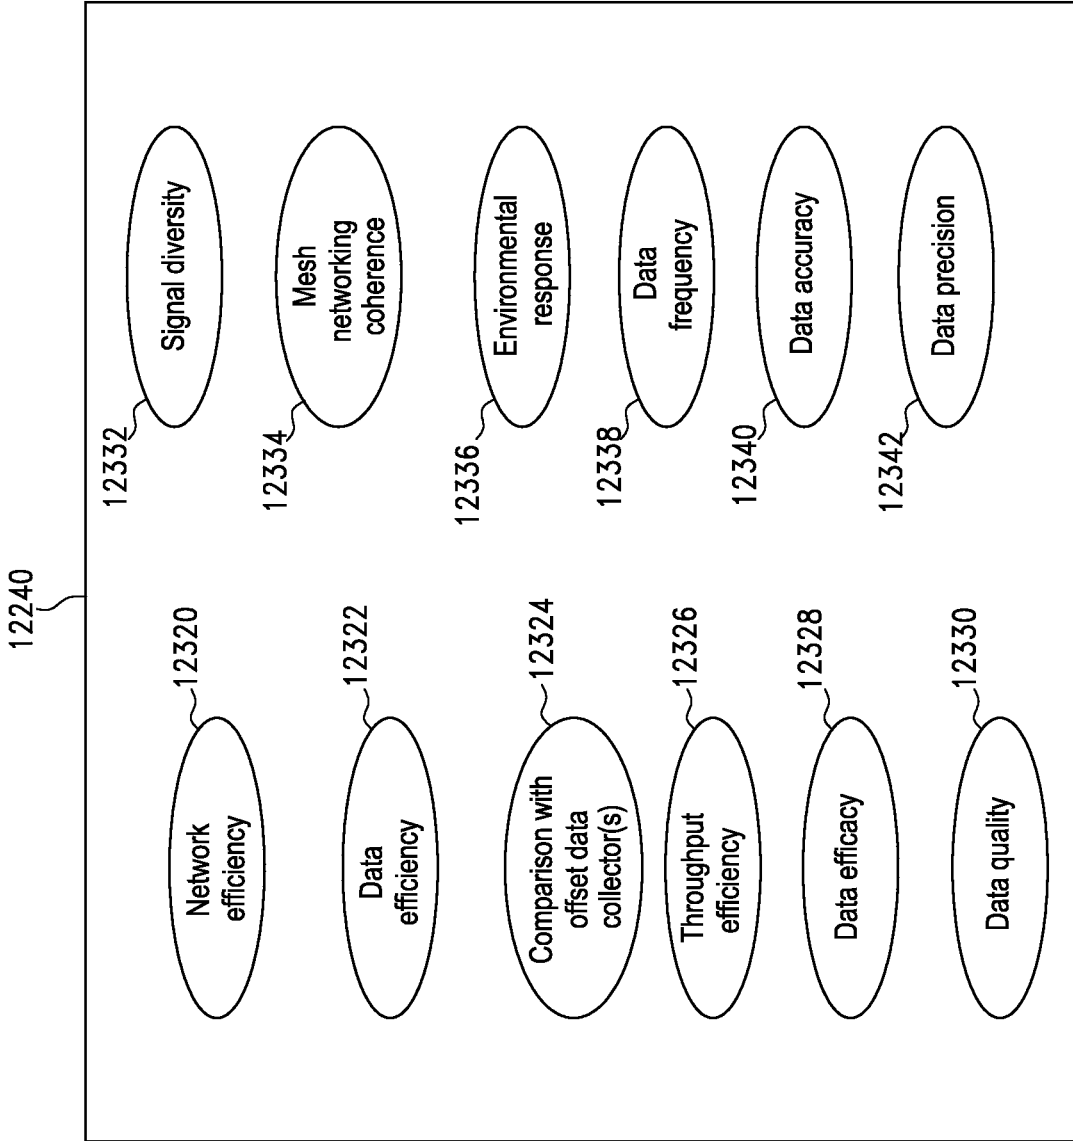 12240
12320
Network
efficiency
12322
Data
efficiency
12324
Comparison with
offset data
collector(s)
12326
Throughput
efficiency
12328
Data efficacy
12330
Data quality
12332
Signal diversity
12334
Mesh
networking
coherence
12336
Environmental
response
12338
Data
frequency
12340
Data accuracy
12342
Data precision